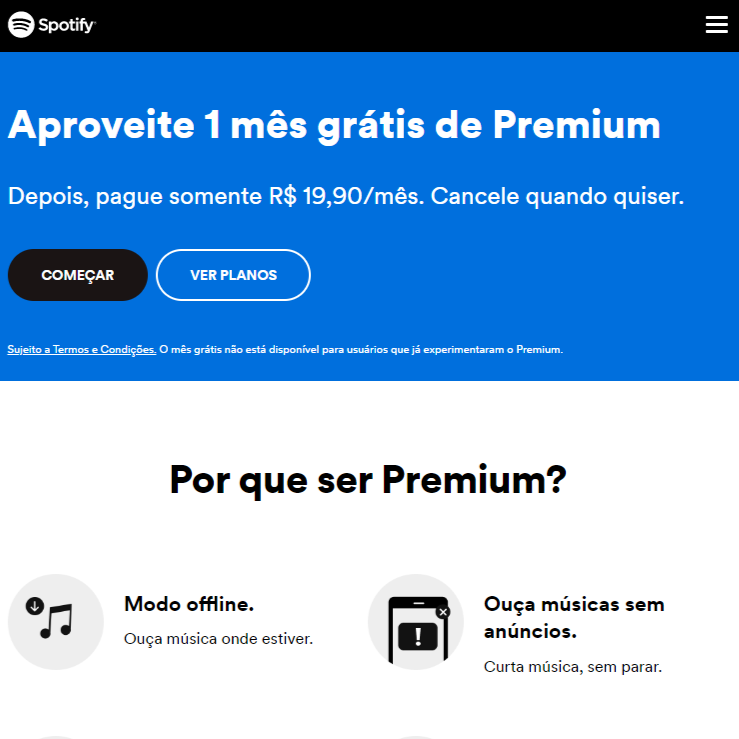 Spotify
Aproveite 1 mês grátis de Premium
Depois, pague somente R$ 19,90/mês. Cancele quando quiser.
COMEÇAR
VER PLANOS
Sujeito a Termos e Condições. O mês grátis não está disponível para usuários que já experimentaram o Premium.
Por que ser Premium?
Modo offline.
Ouça música onde estiver.
Ouça músicas sem
anúncios.
Curta música, sem parar.